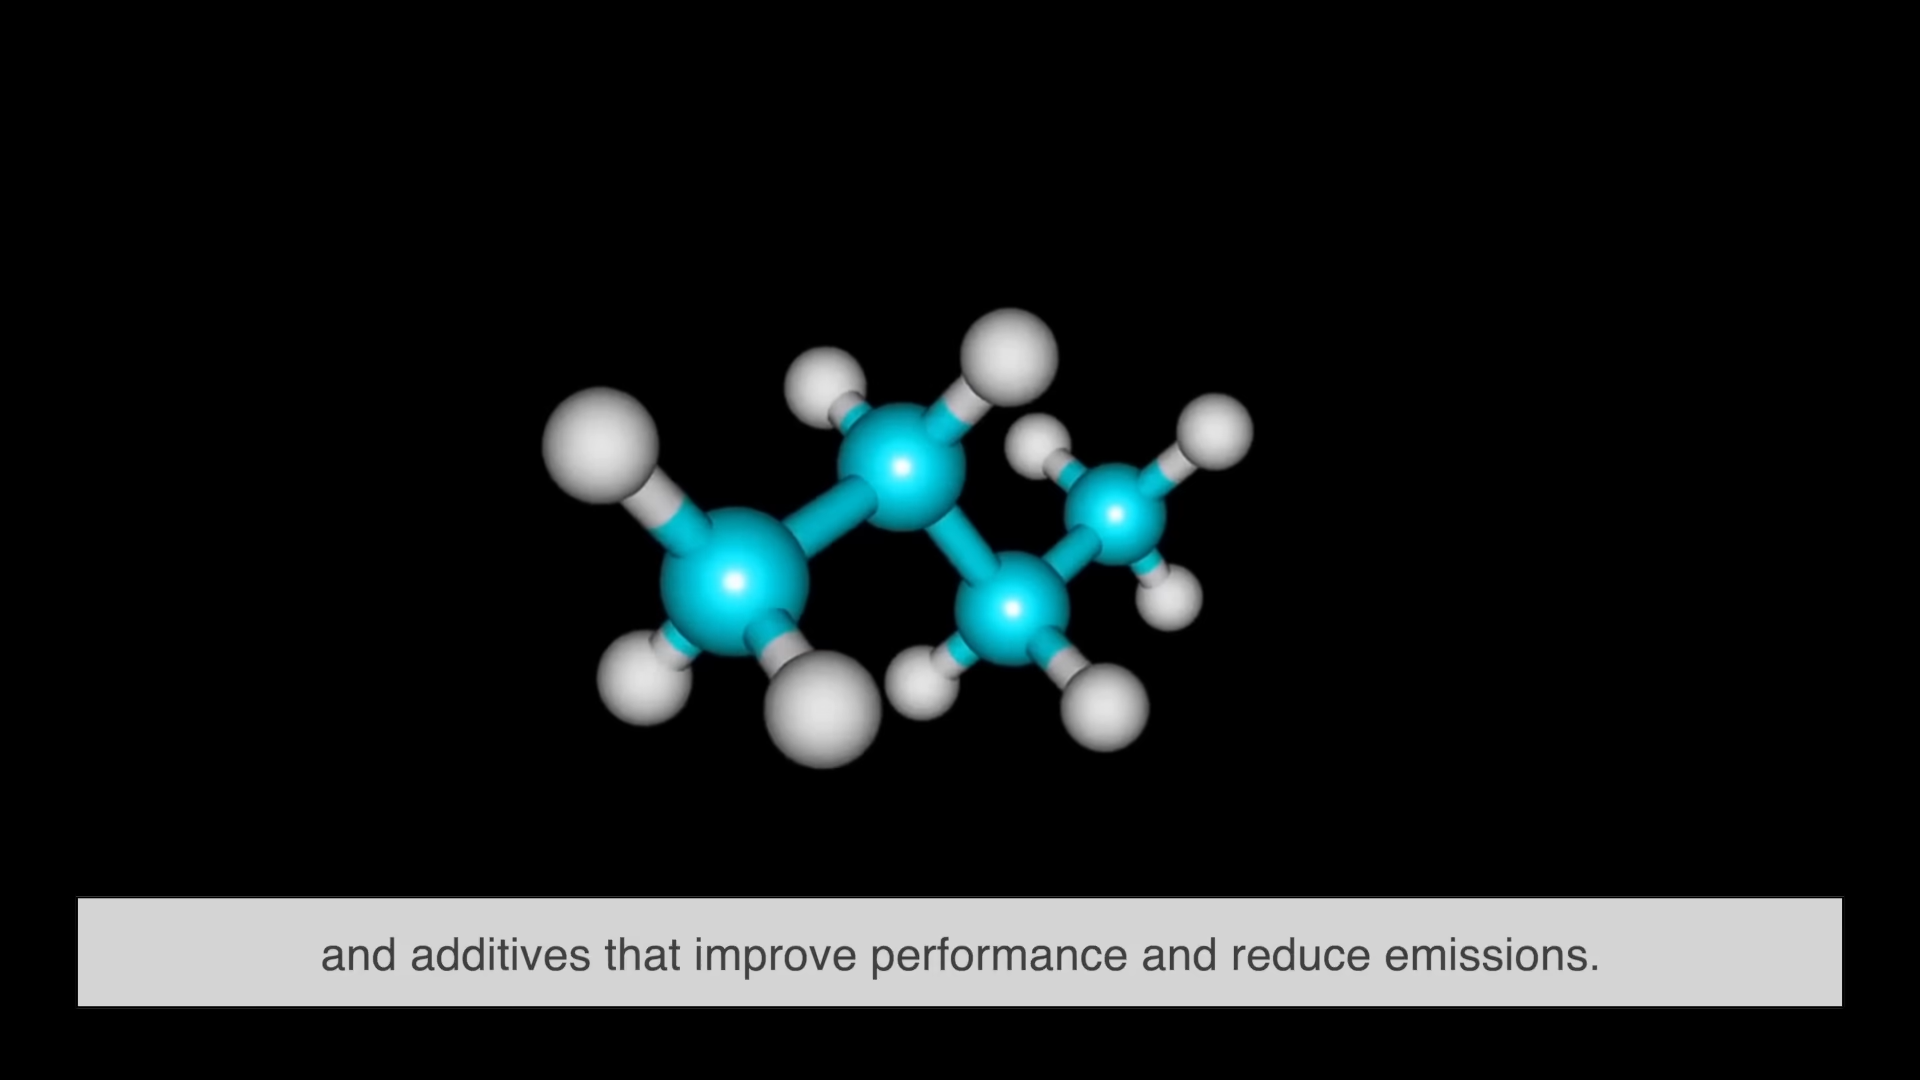 and additives that improve performance and reduce emissions.